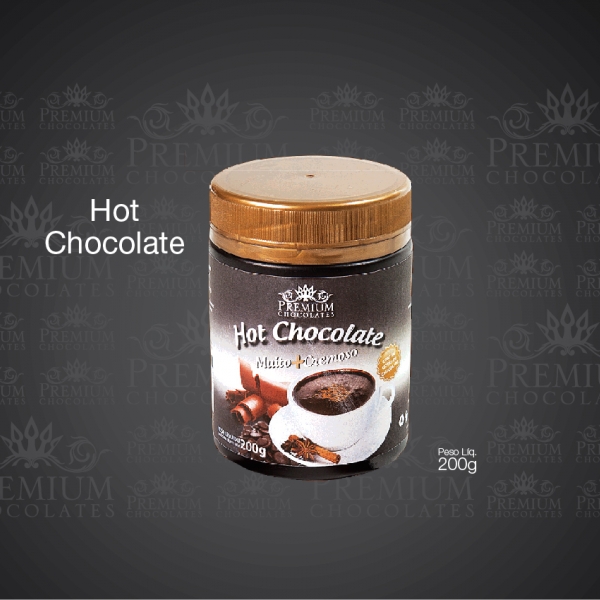 Hot
Chocolate
PREMIUM
CHOCOLATES
Hot Chocolate
Muito + Cremoso
200g
Peso Líq.
200g